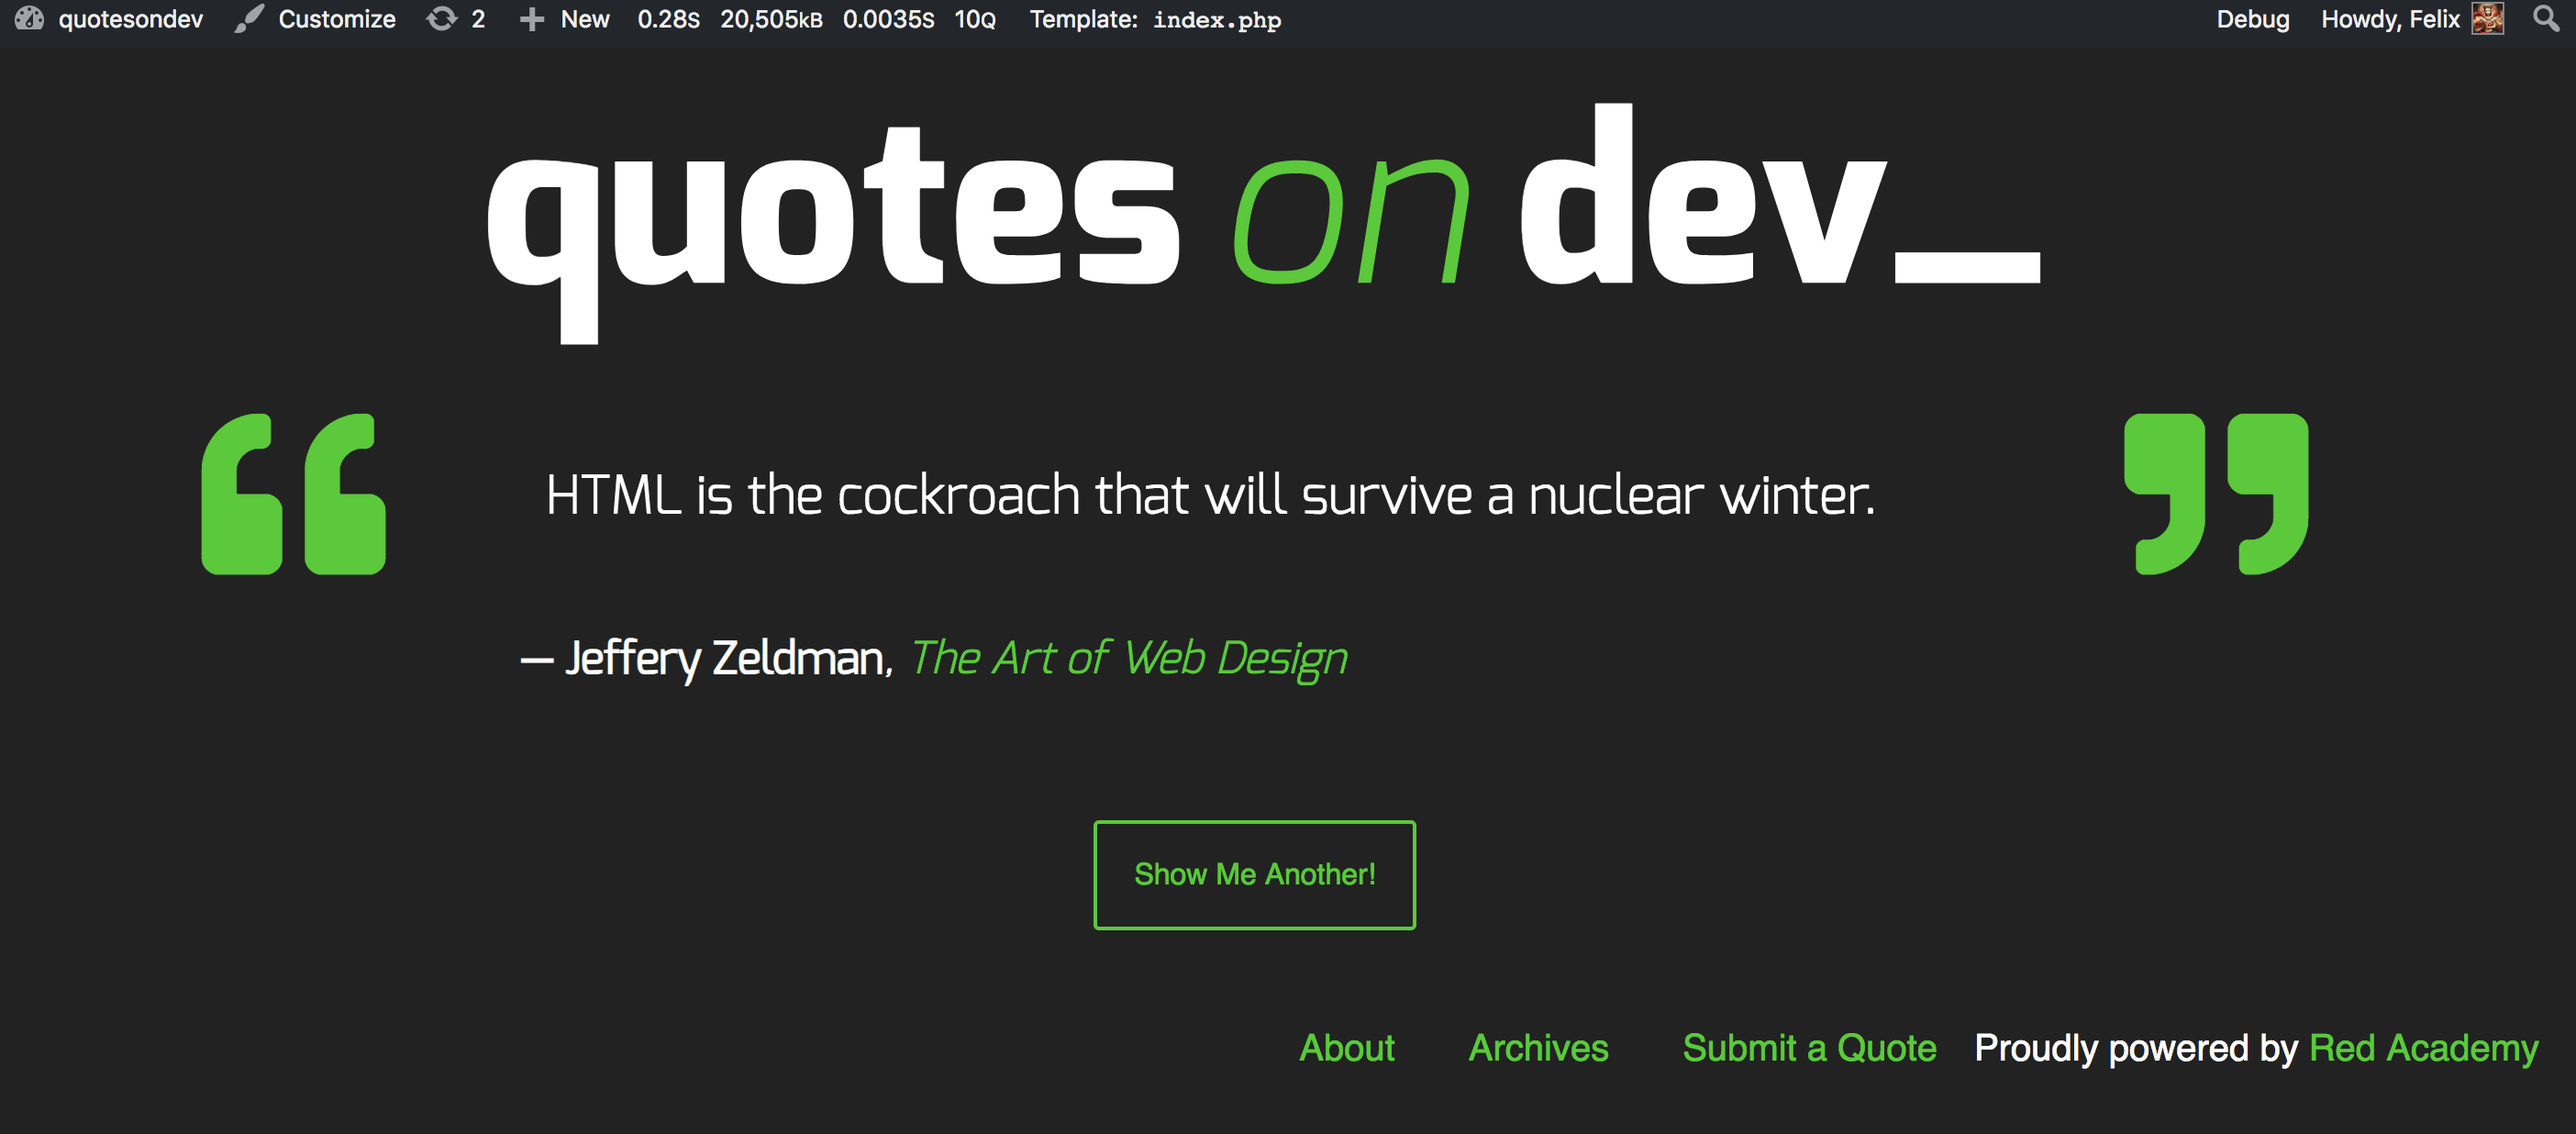 quotesondev Customize 2 New 0.28S 20,505KB 0.0035S 10Q Template: index.php Debug Howdy, Felix
quotes on dev_
“ HTML is the cockroach that will survive a nuclear winter. ”
— Jeffery Zeldman, The Art of Web Design
Show Me Another!
About Archives Submit a Quote Proudly powered by Red Academy